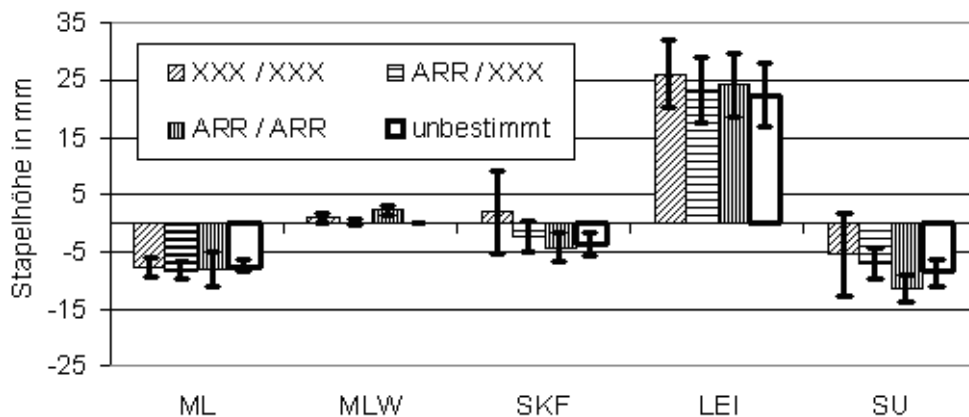 35
25
15
5
-5
-15
-25
Stapelhöhe in mm
XXX / XXX
ARR / XXX
ARR / ARR
unbestimmt
ML
MLW
SKF
LEI
SU